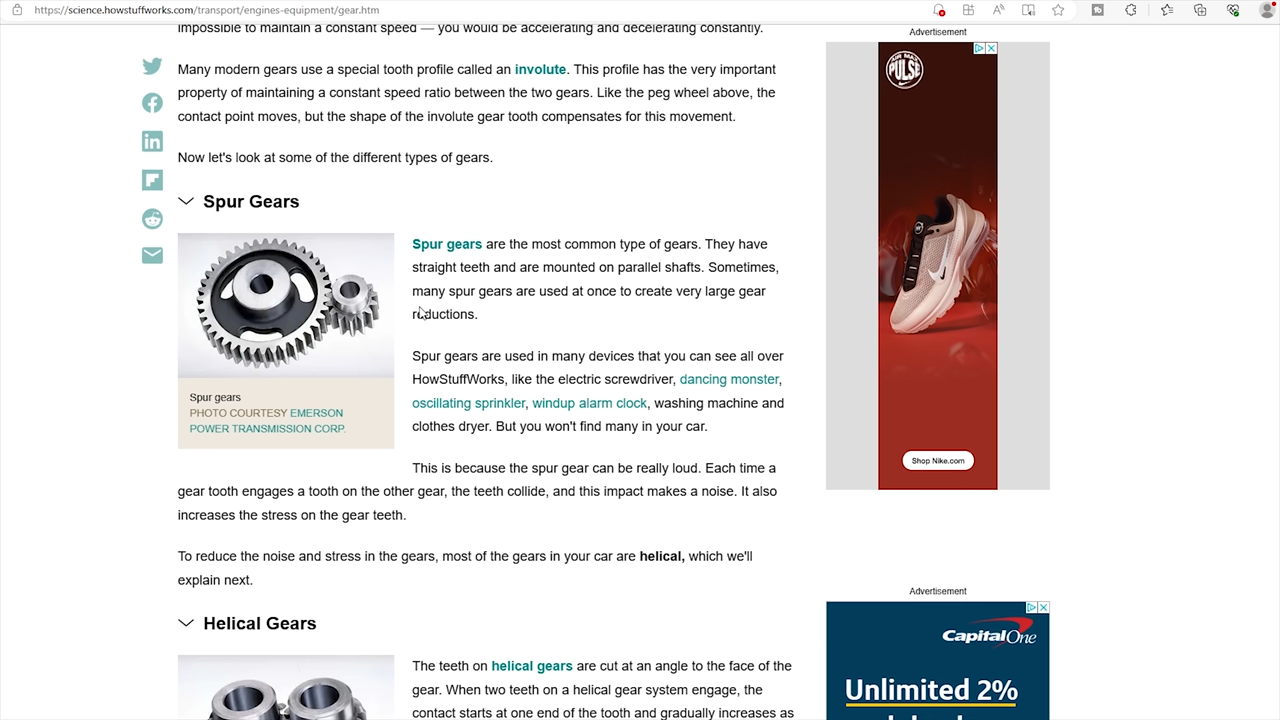 https://science.howstuffworks.com/transport/engines-equipment/gear.htm
impossible to maintain a constant speed — you would be accelerating and decelerating constantly.
Many modern gears use a special tooth profile called an involute. This profile has the very important
property of maintaining a constant speed ratio between the two gears. Like the peg wheel above, the
contact point moves, but the shape of the involute gear tooth compensates for this movement.
Now let's look at some of the different types of gears.
Spur Gears
Spur gears are the most common type of gears. They have
straight teeth and are mounted on parallel shafts. Sometimes,
many spur gears are used at once to create very large gear
reductions.
Spur gears
PHOTO COURTESY EMERSON
POWER TRANSMISSION CORP.
Spur gears are used in many devices that you can see all over
HowStuffWorks, like the electric screwdriver, dancing monster,
oscillating sprinkler, windup alarm clock, washing machine and
clothes dryer. But you won't find many in your car.
This is because the spur gear can be really loud. Each time a
gear tooth engages a tooth on the other gear, the teeth collide, and this impact makes a noise. It also
increases the stress on the gear teeth.
To reduce the noise and stress in the gears, most of the gears in your car are helical, which we'll
explain next.
Helical Gears
The teeth on helical gears are cut at an angle to the face of the
gear. When two teeth on a helical gear system engage, the
contact starts at one end of the tooth and gradually increases as
Advertisement
AIR MAX
PULSE
Shop Nike.com
Advertisement
Capital One
Unlimited 2%